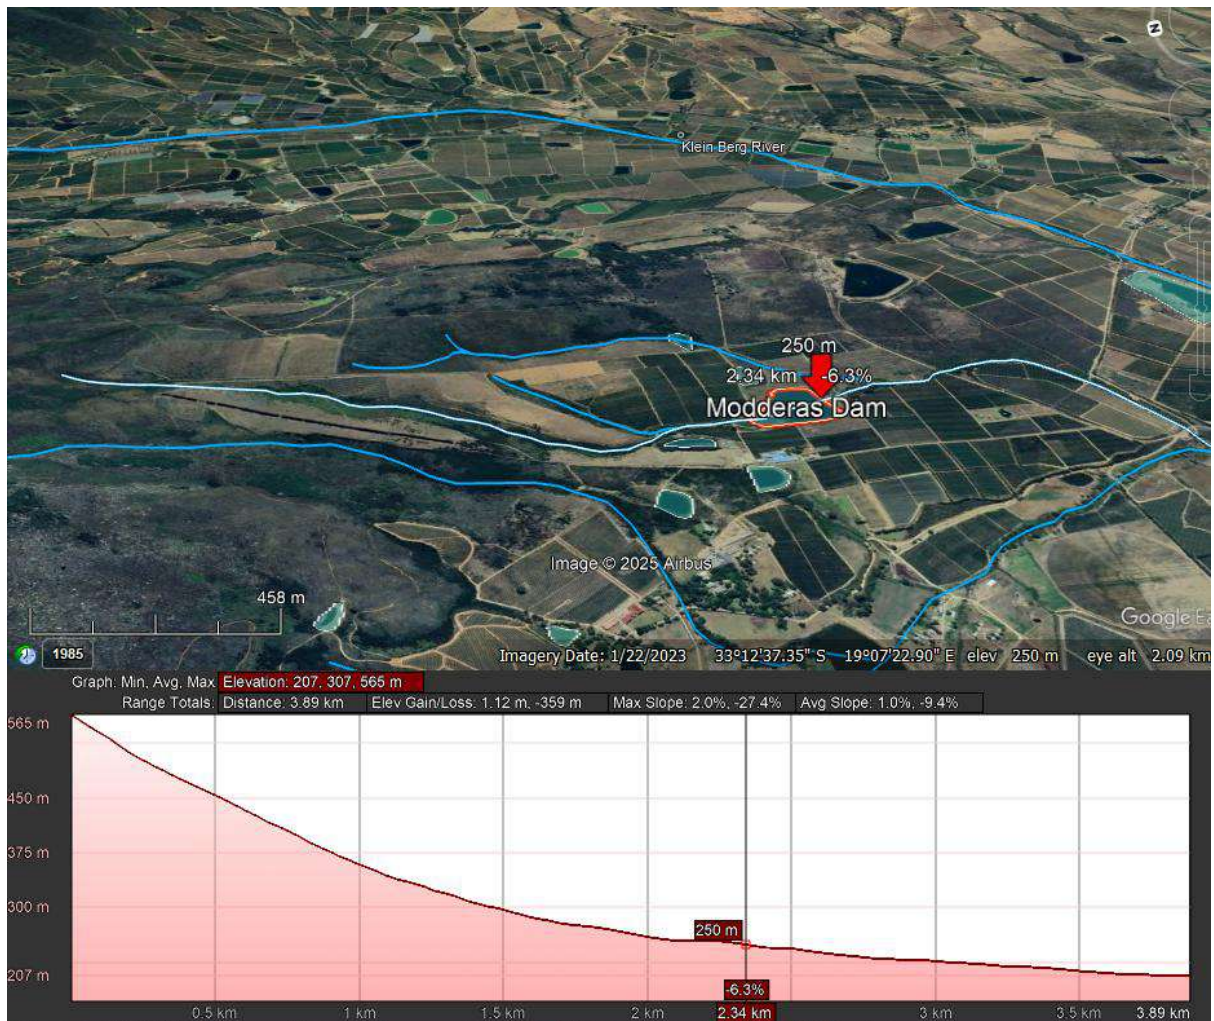 N
Klein Berg River
250 m
2.34 km -6.3%
Modderas Dam
Image © 2025 Airbus
458 m
Google Ea
1985
Imagery Date: 1/22/2023 33°12'37.35" S 19°07'22.90" E elev 250 m eye alt 2.09 km
Graph: Min, Avg, Max Elevation: 207, 307, 565 m
Range Totals: Distance: 3.89 km Elev Gain/Loss: 1.12 m, -359 m Max Slope: 2.0%, -27.4% Avg Slope: 1.0%, -9.4%
565 m
450 m
375 m
300 m
250 m
207 m
-6.3%
0.5 km 1 km 1.5 km 2 km 2.34 km 3 km 3.5 km 3.89 km